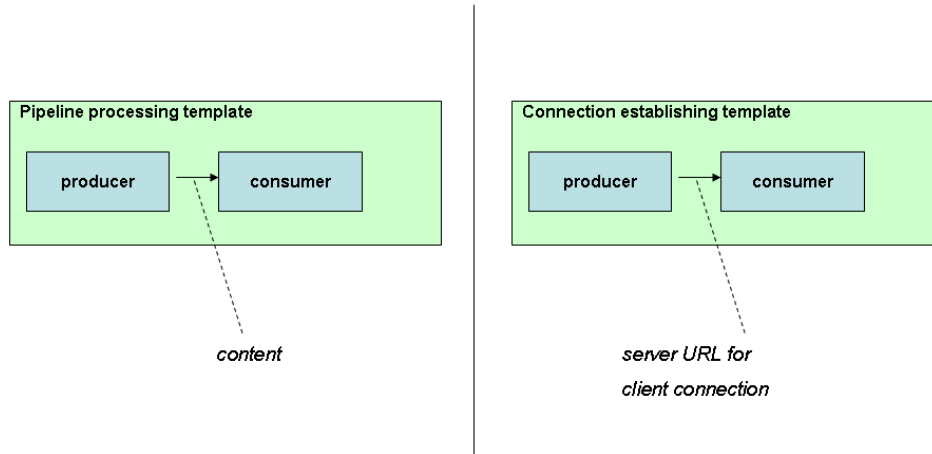 Pipeline processing template
producer
consumer
content
Connection establishing template
producer
consumer
server URL for
client connection